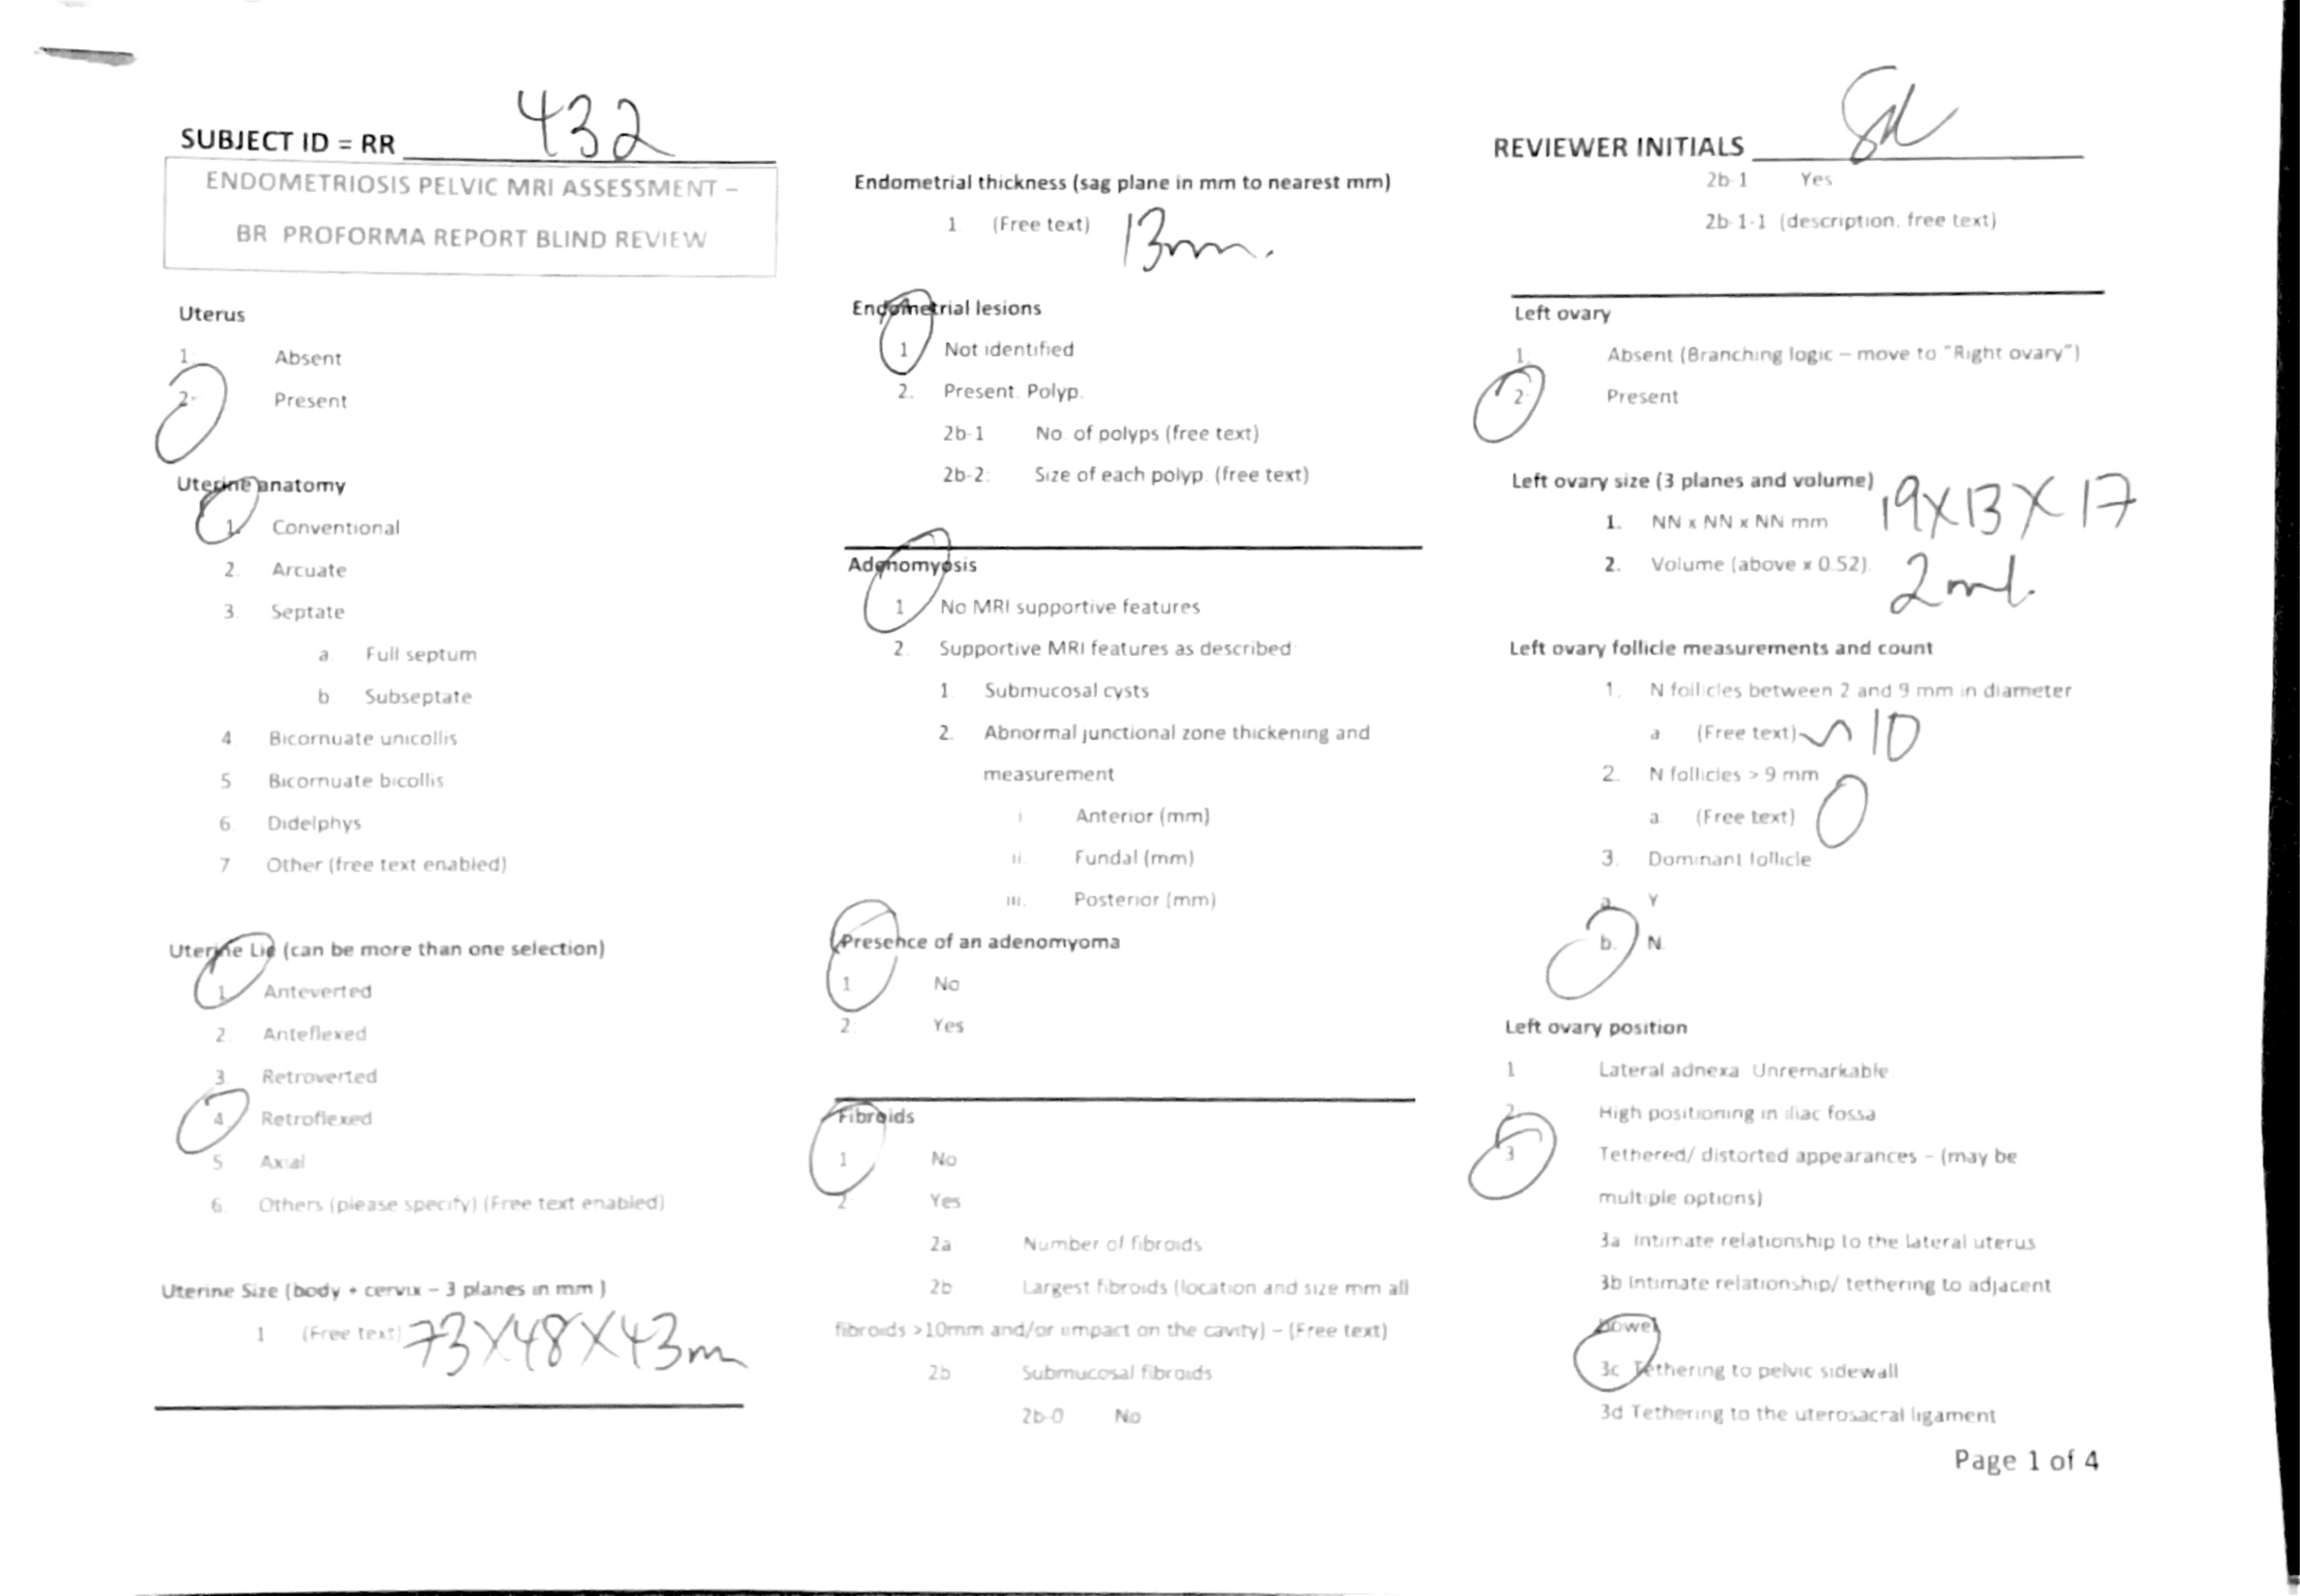 SUBJECT ID = RR 432
ENDOMETRIOSIS PELVIC MRI ASSESSMENT –
BR PROFORMA REPORT BLIND REVIEW
Uterus
1. Absent
2. Present
Uterine anatomy
1. Conventional
2. Arcuate
3. Septate
a. Full septum
b Subseptate
4 Bicornuate unicollis
5 Bicornuate bicollis
6. Didelphys
7 Other (free text enabled)
Uterine Lie (can be more than one selection)
1. Anteverted
2. Anteflexed
3. Retroverted
4. Retroflexed
5 Axial
6. Others (please specify) (Free text enabled)
Uterine Size (body + cervix – 3 planes in mm )
1 (Free text) 73X48X43m
Endometrial thickness (sag plane in mm to nearest mm)
1 (Free text) 13mm.
Endometrial lesions
1 Not identified
2. Present. Polyp.
2b-1 No. of polyps (free text)
2b-2: Size of each polyp. (free text)
Adenomyosis
1 No MRI supportive features
2. Supportive MRI features as described:
1. Submucosal cysts
2. Abnormal junctional zone thickening and
measurement
i Anterior (mm)
ii. Fundal (mm)
iii. Posterior (mm)
Presence of an adenomyoma
1 No
2. Yes
Fibroids
1 No
2 Yes
2a Number of fibroids
2b. Largest fibroids (location and size mm all
fibroids >10mm and/or impact on the cavity) – (Free text)
2b Submucosal fibroids
2b-0 No
REVIEWER INITIALS
2b-1 Yes
2b-1-1 (description, free text)
Left ovary
1. Absent (Branching logic – move to "Right ovary")
2. Present
Left ovary size (3 planes and volume)
1. NN x NN x NN mm 19X13X17
2. Volume (above x 0.52). 2ml.
Left ovary follicle measurements and count
1. N follicles between 2 and 9 mm in diameter
a (Free text) ~ 10
2. N follicles > 9 mm
a. (Free text) 0
3. Dominant follicle
a. Y
b. N.
Left ovary position
1 Lateral adnexa Unremarkable
2. High positioning in iliac fossa
3 Tethered/ distorted appearances – (may be
multiple options)
3a Intimate relationship to the lateral uterus
3b Intimate relationship/ tethering to adjacent
bowel
3c Tethering to pelvic sidewall
3d Tethering to the uterosacral ligament
Page 1 of 4